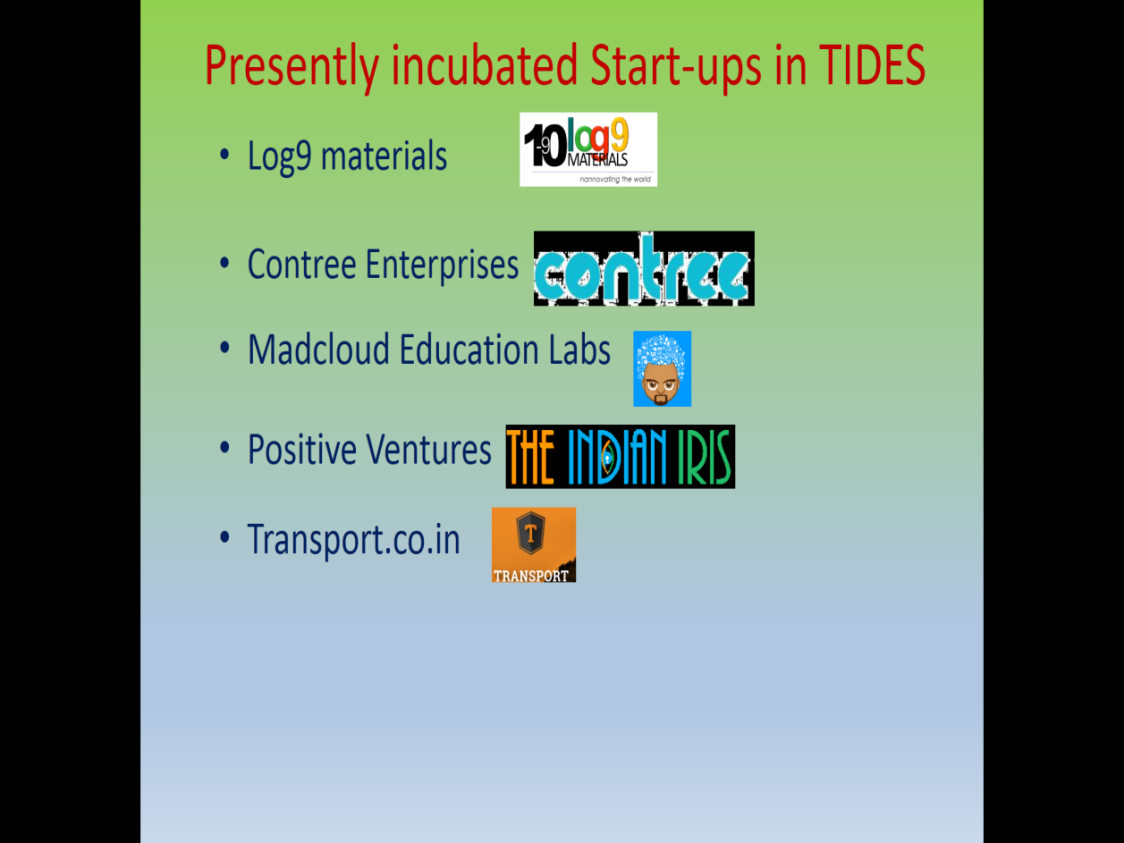 Presently incubated Start-ups in TIDES
• Log9 materials
10 -9 log9
MATERIALS
nannovating the world
• Contree Enterprises
contree
• Madcloud Education Labs
• Positive Ventures
THE INDIAN IRIS
• Transport.co.in
T
TRANSPORT